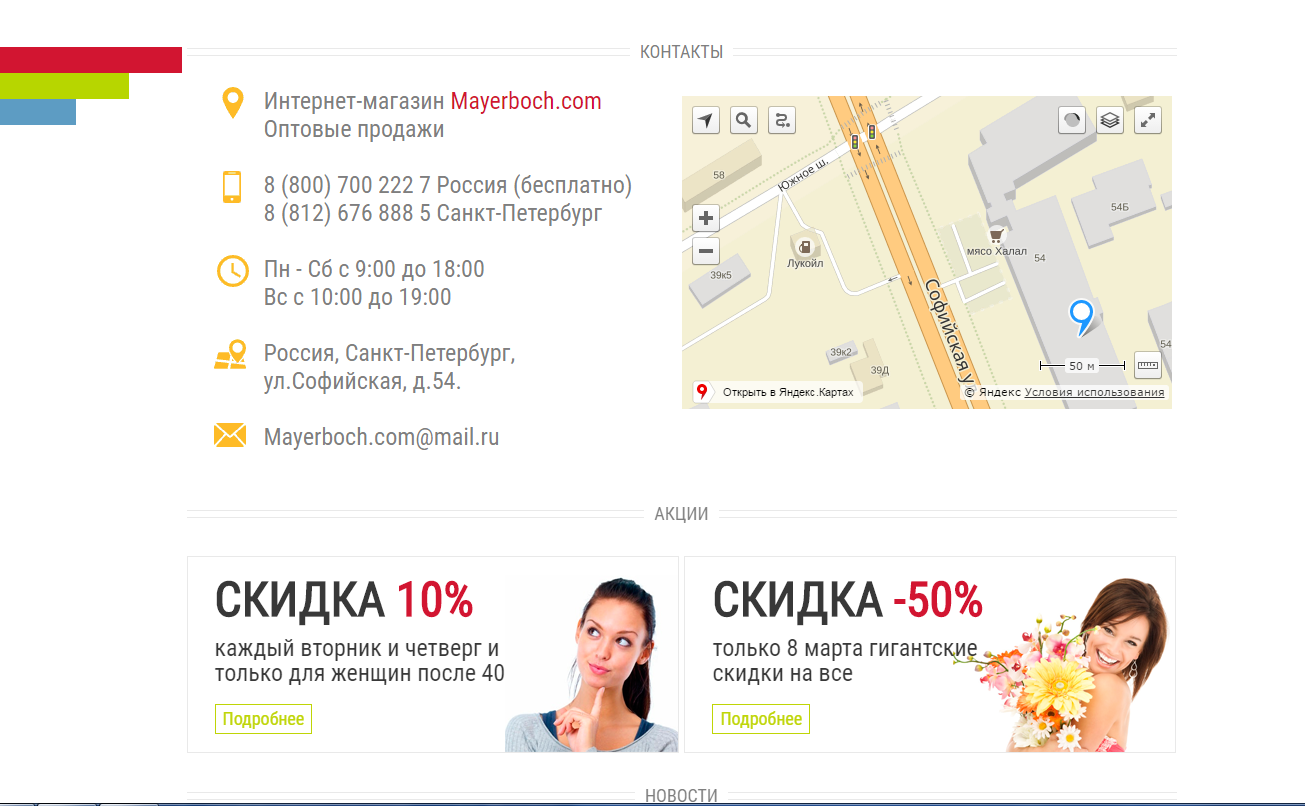 КОНТАКТЫ
Интернет-магазин Mayerboch.com
Оптовые продажи
8 (800) 700 222 7 Россия (бесплатно)
8 (812) 676 888 5 Санкт-Петербург
Пн - Сб с 9:00 до 18:00
Вс с 10:00 до 19:00
Россия, Санкт-Петербург,
ул.Софийская, д.54.
Mayerboch.com@mail.ru
58
Южное ш.
54Б
мясо Халал
54
Лукойл
39к5
Софийская у
39к2
39Д
54
50 м
Открыть в Яндекс.Картах
© Яндекс Условия использования
АКЦИИ
СКИДКА 10%
каждый вторник и четверг и
только для женщин после 40
Подробнее
СКИДКА -50%
только 8 марта гигантские
скидки на все
Подробнее
НОВОСТИ